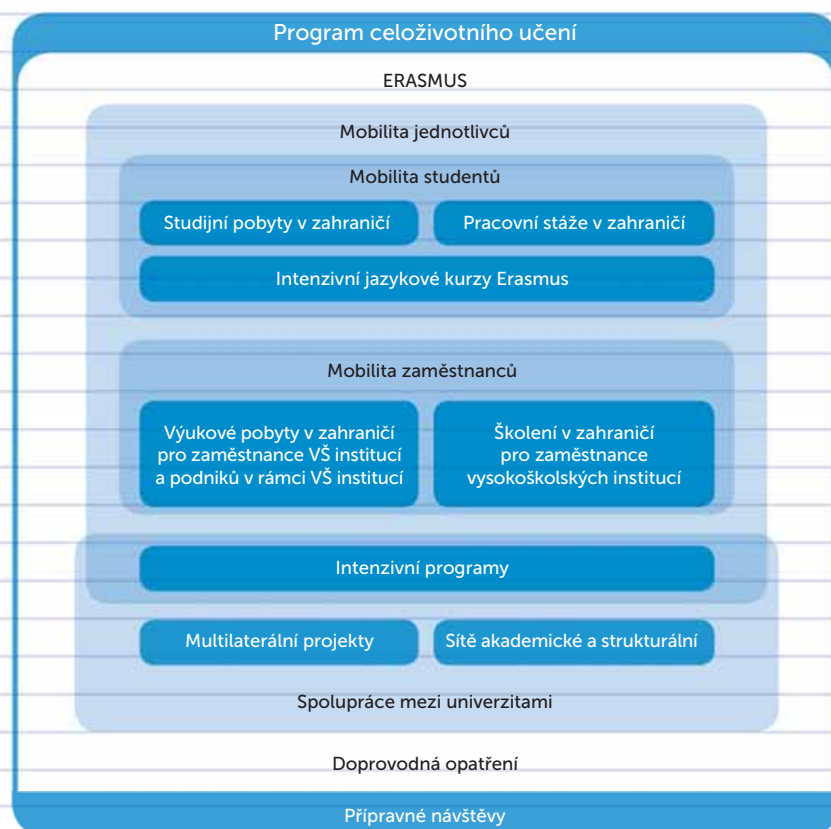 Program celoživotního učení
ERASMUS
Mobilita jednotlivců
Mobilita studentů
Studijní pobyty v zahraničí
Pracovní stáže v zahraničí
Intenzivní jazykové kurzy Erasmus
Mobilita zaměstnanců
Výukové pobyty v zahraničí
pro zaměstnance VŠ institucí
a podniků v rámci VŠ institucí
Školení v zahraničí
pro zaměstnance
vysokoškolských institucí
Intenzivní programy
Multilaterální projekty
Sítě akademické a strukturální
Spolupráce mezi univerzitami
Doprovodná opatření
Přípravné návštěvy